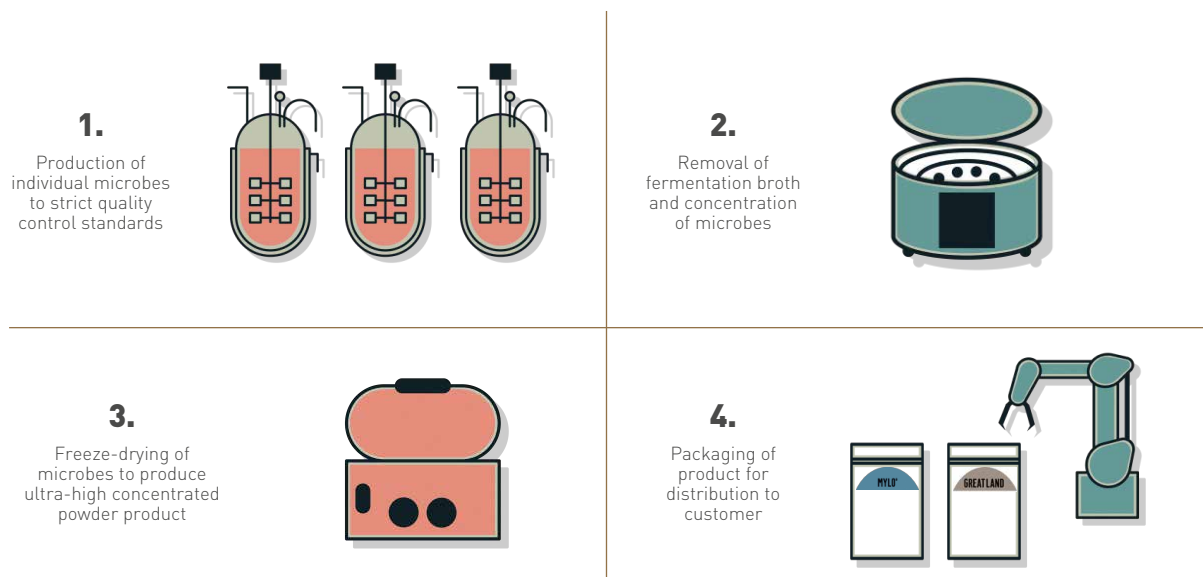 1.
Production of
individual microbes
to strict quality
control standards
2.
Removal of
fermentation broth
and concentration
of microbes
3.
Freeze-drying of
microbes to produce
ultra-high concentrated
powder product
4.
Packaging of
product for
distribution to
customer
MYLO'
GREATLAND